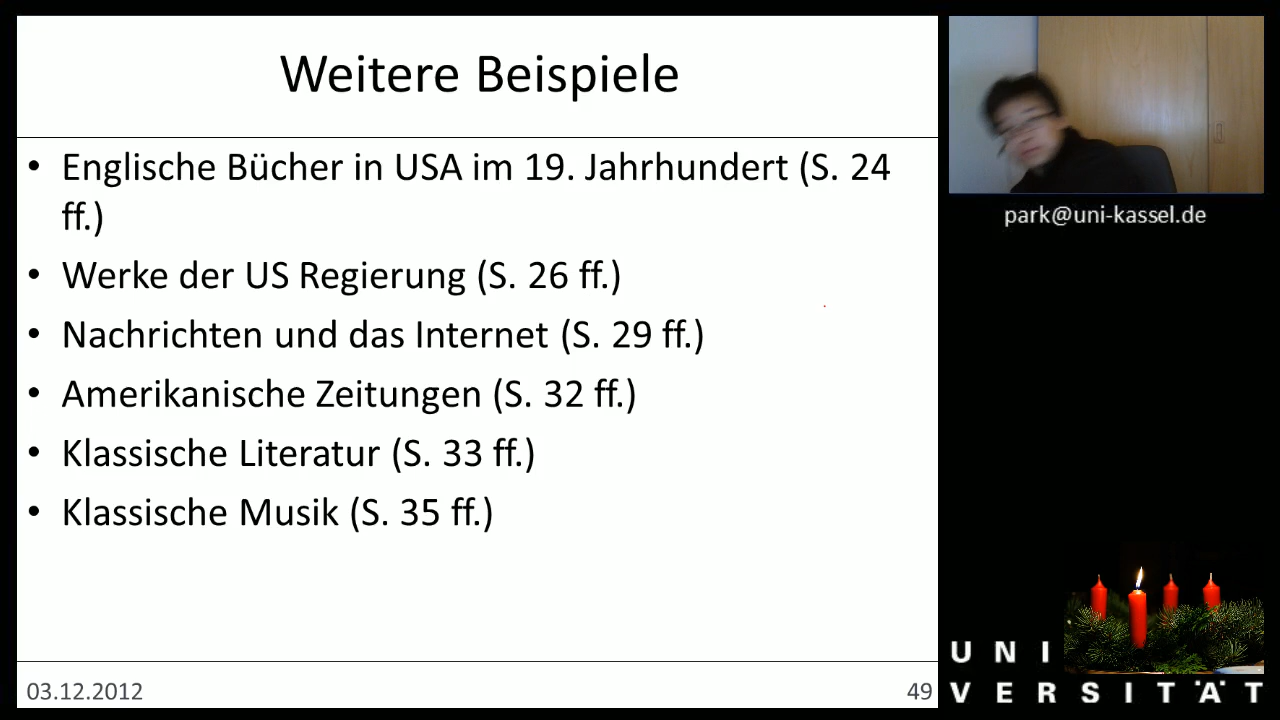 Weitere Beispiele
• Englische Bücher in USA im 19. Jahrhundert (S. 24
ff.)
• Werke der US Regierung (S. 26 ff.)
• Nachrichten und das Internet (S. 29 ff.)
• Amerikanische Zeitungen (S. 32 ff.)
• Klassische Literatur (S. 33 ff.)
• Klassische Musik (S. 35 ff.)
03.12.2012
49
park@uni-kassel.de
UNI
VERSITÄT